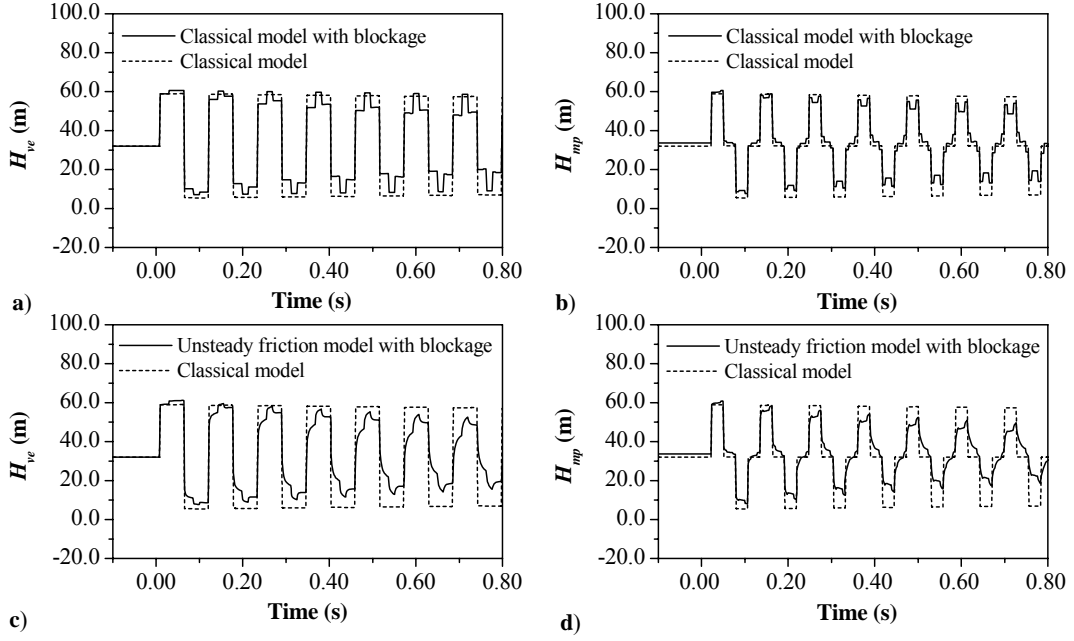 100.0
80.0
60.0
40.0
20.0
0.0
-20.0
H_ve (m)
Classical model with blockage
Classical model
0.00 0.20 0.40 0.60 0.80
Time (s)
a)
100.0
80.0
60.0
40.0
20.0
0.0
-20.0
H_mp (m)
Classical model with blockage
Classical model
0.00 0.20 0.40 0.60 0.80
Time (s)
b)
100.0
80.0
60.0
40.0
20.0
0.0
-20.0
H_ve (m)
Unsteady friction model with blockage
Classical model
0.00 0.20 0.40 0.60 0.80
Time (s)
c)
100.0
80.0
60.0
40.0
20.0
0.0
-20.0
H_mp (m)
Unsteady friction model with blockage
Classical model
0.00 0.20 0.40 0.60 0.80
Time (s)
d)